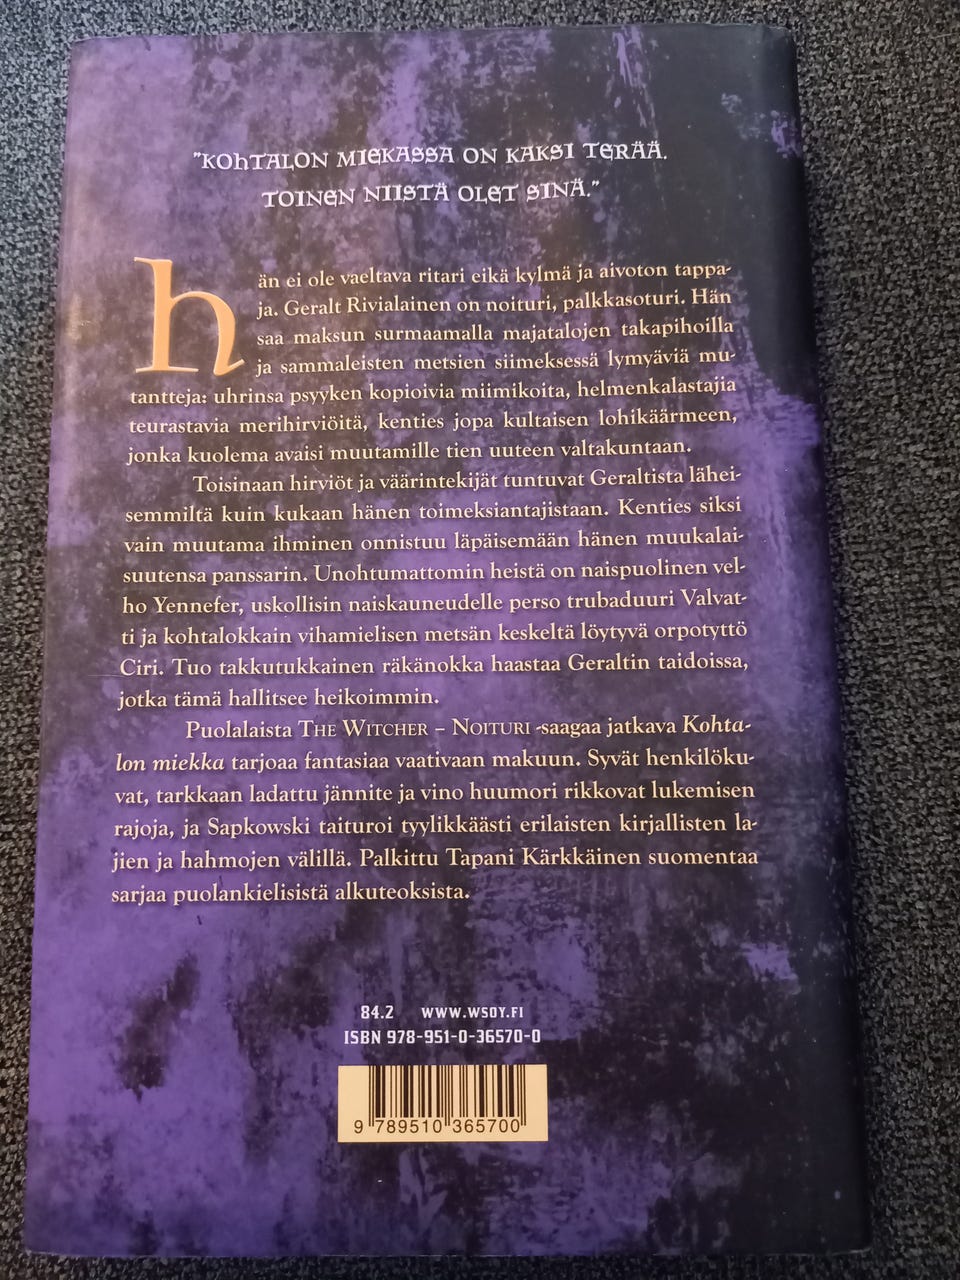 "KOHTALON MIEKASSA ON KAKSI TERÄÄ.
TOINEN NIISTÄ OLET SINÄ."
hän ei ole vaeltava ritari eikä kylmä ja aivoton tappa-
ja. Geralt Rivialainen on noituri, palkkasoturi. Hän
saa maksun surmaamalla majatalojen takapihoilla
ja sammaleisten metsien siimeksessä lymyäviä mu-
tantteja: uhrinsa psyyken kopioivia miimikoita, helmenkalastajia
teurastavia merihirviöitä, kenties jopa kultaisen lohikäärmeen,
jonka kuolema avaisi muutamille tien uuteen valtakuntaan.
Toisinaan hirviöt ja väärintekijät tuntuvat Geraltista lähei-
semmiltä kuin kukaan hänen toimeksiantajistaan. Kenties siksi
vain muutama ihminen onnistuu läpäisemään hänen muukalai-
suutensa panssarin. Unohtumattomin heistä on naispuolinen vel-
ho Yennefer, uskollisin naiskauneudelle perso trubaduuri Valvat-
ti ja kohtalokkain vihamielisen metsän keskeltä löytyvä orpotyttö
Ciri. Tuo takkutukkainen räkänokka haastaa Geraltin taidoissa,
jotka tämä hallitsee heikoimmin.
Puolalaista THE WITCHER – NOITURI -saagaa jatkava Kohta-
lon miekka tarjoaa fantasiaa vaativaan makuun. Syvät henkilöku-
vat, tarkkaan ladattu jännite ja vino huumori rikkovat lukemisen
rajoja, ja Sapkowski taituroi tyylikkäästi erilaisten kirjallisten la-
jien ja hahmojen välillä. Palkittu Tapani Kärkkäinen suomentaa
sarjaa puolankielisistä alkuteoksista.
84.2 WWW.WSOY.FI
ISBN 978-951-0-36570-0
9 789510 365700